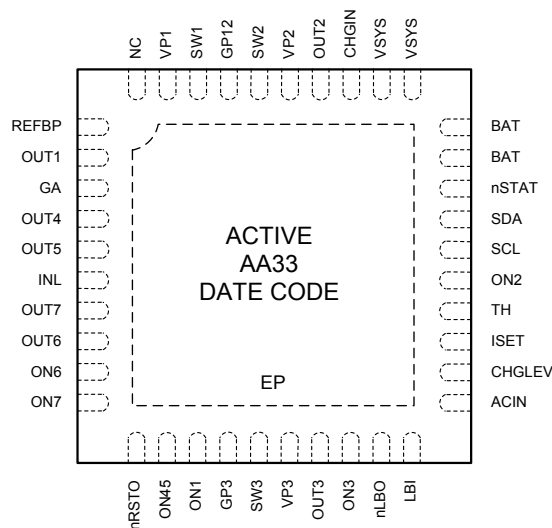 NC
VP1
SW1
GP12
SW2
VP2
OUT2
CHGIN
VSYS
VSYS
REFBP
OUT1
GA
OUT4
OUT5
INL
OUT7
OUT6
ON6
ON7
ACTIVE
AA33
DATE CODE
EP
BAT
BAT
nSTAT
SDA
SCL
ON2
TH
ISET
CHGLEV
ACIN
nRSTO
ON45
ON1
GP3
SW3
VP3
OUT3
ON3
nLBO
LBI